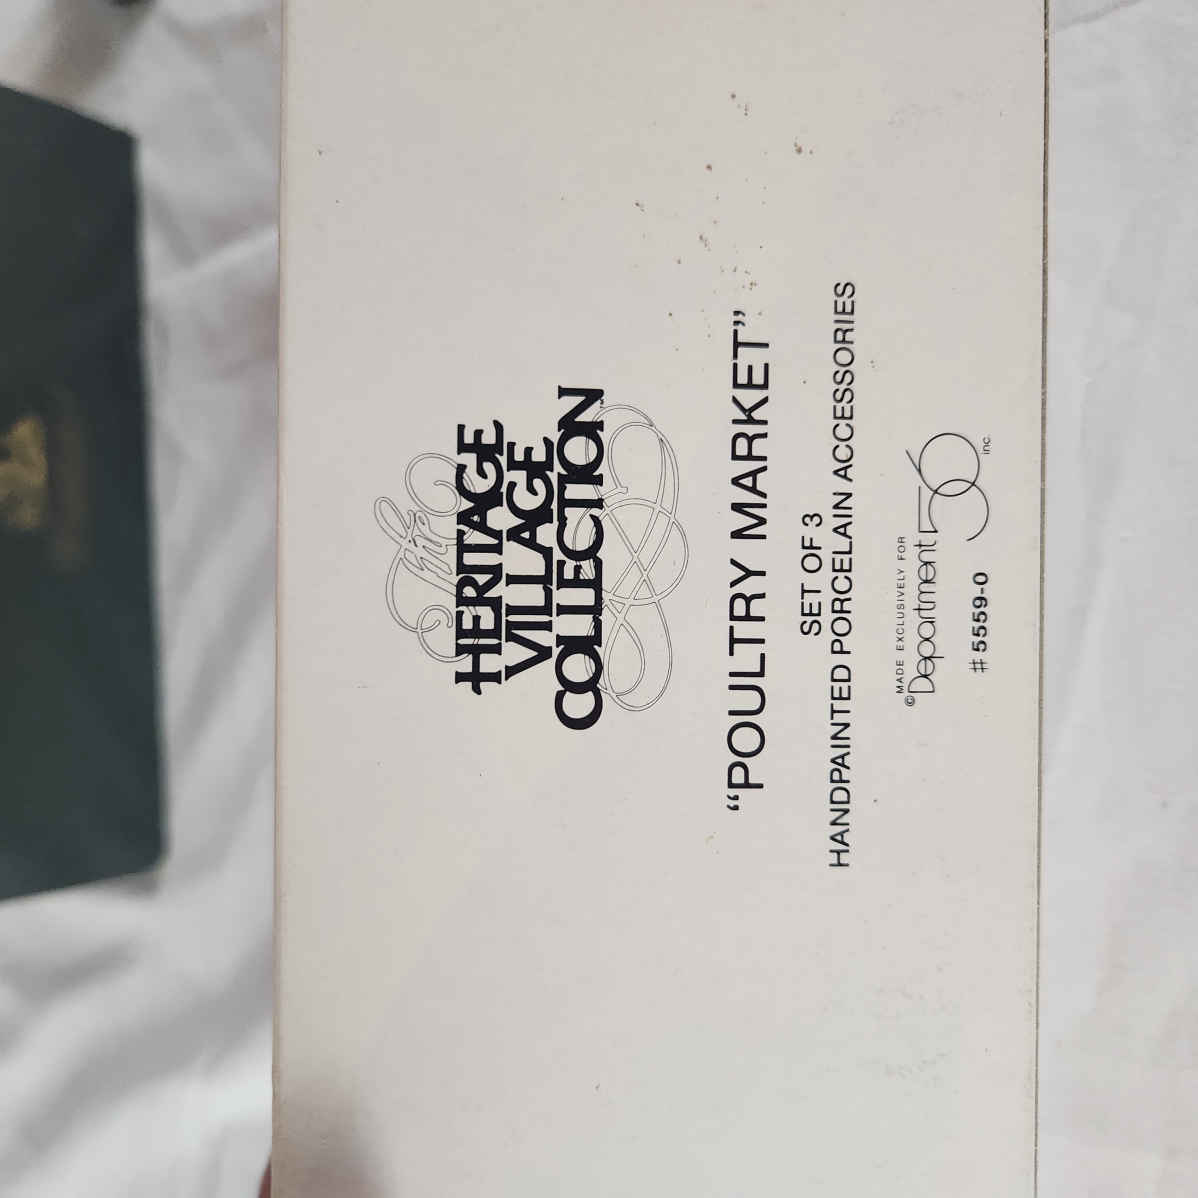 The
HERITAGE
VILLAGE
COLLECTION™
“POULTRY MARKET”
SET OF 3
HANDPAINTED PORCELAIN ACCESSORIES
MADE EXCLUSIVELY FOR
© Department 56 inc.
# 5559-0